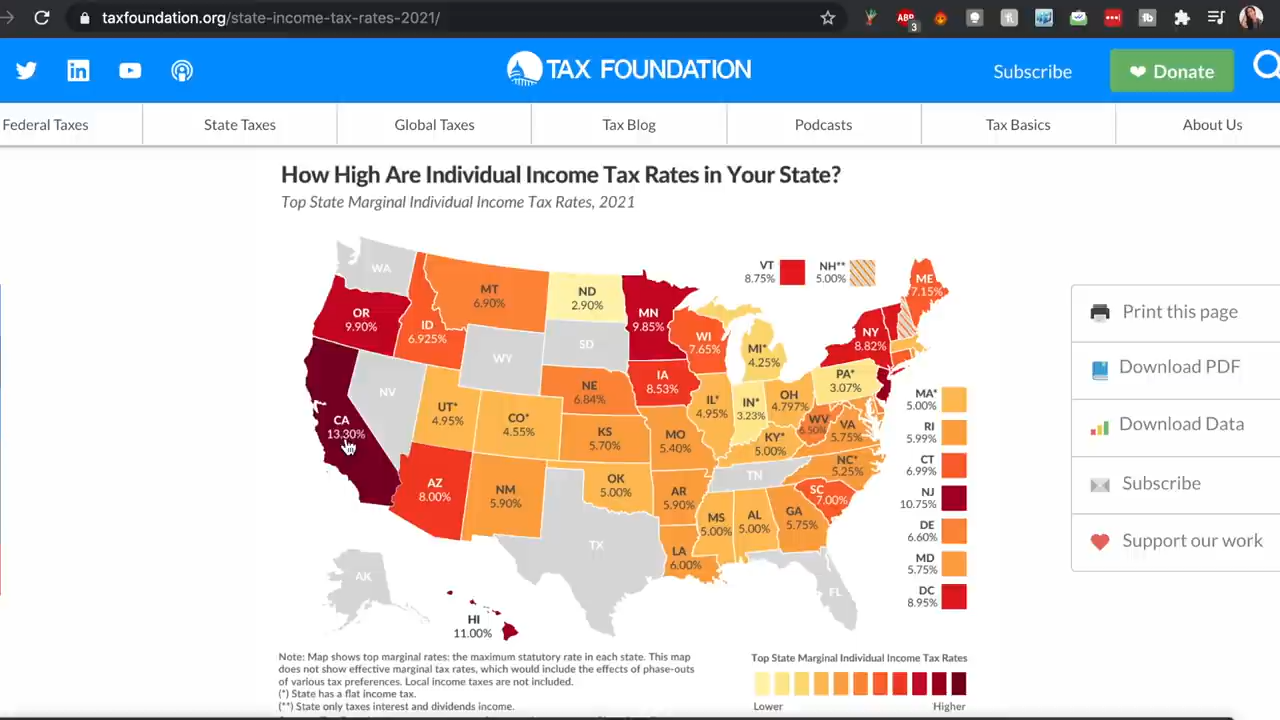 taxfoundation.org/state-income-tax-rates-2021/
ABP
3
tb
TAX FOUNDATION
Subscribe
Donate
Federal Taxes
State Taxes
Global Taxes
Tax Blog
Podcasts
Tax Basics
About Us
How High Are Individual Income Tax Rates in Your State?
Top State Marginal Individual Income Tax Rates, 2021
WA
OR
9.90%
ID
6.925%
MT
6.90%
ND
2.90%
MN
9.85%
WI
7.65%
MI*
4.25%
VT
8.75%
NH**
5.00%
ME
7.15%
NY
8.82%
CA
13.30%
NV
WY
SD
IA
8.53%
NE
6.84%
UT*
4.95%
CO*
4.55%
KS
5.70%
MO
5.40%
IL*
4.95%
IN*
3.23%
OH
4.797%
PA*
3.07%
WV
6.50%
VA
5.75%
KY*
5.00%
NC*
5.25%
TN
AZ
8.00%
NM
5.90%
OK
5.00%
AR
5.90%
SC
7.00%
MS
5.00%
AL
5.00%
GA
5.75%
TX
LA
6.00%
FL
AK
HI
11.00%
MA*
5.00%
RI
5.99%
CT
6.99%
NJ
10.75%
DE
6.60%
MD
5.75%
DC
8.95%
Print this page
Download PDF
Download Data
Subscribe
Support our work
Note: Map shows top marginal rates: the maximum statutory rate in each state. This map
does not show effective marginal tax rates, which would include the effects of phase-outs
of various tax preferences. Local income taxes are not included.
(*) State has a flat income tax.
(**) State only taxes interest and dividends income.
Top State Marginal Individual Income Tax Rates
Lower
Higher